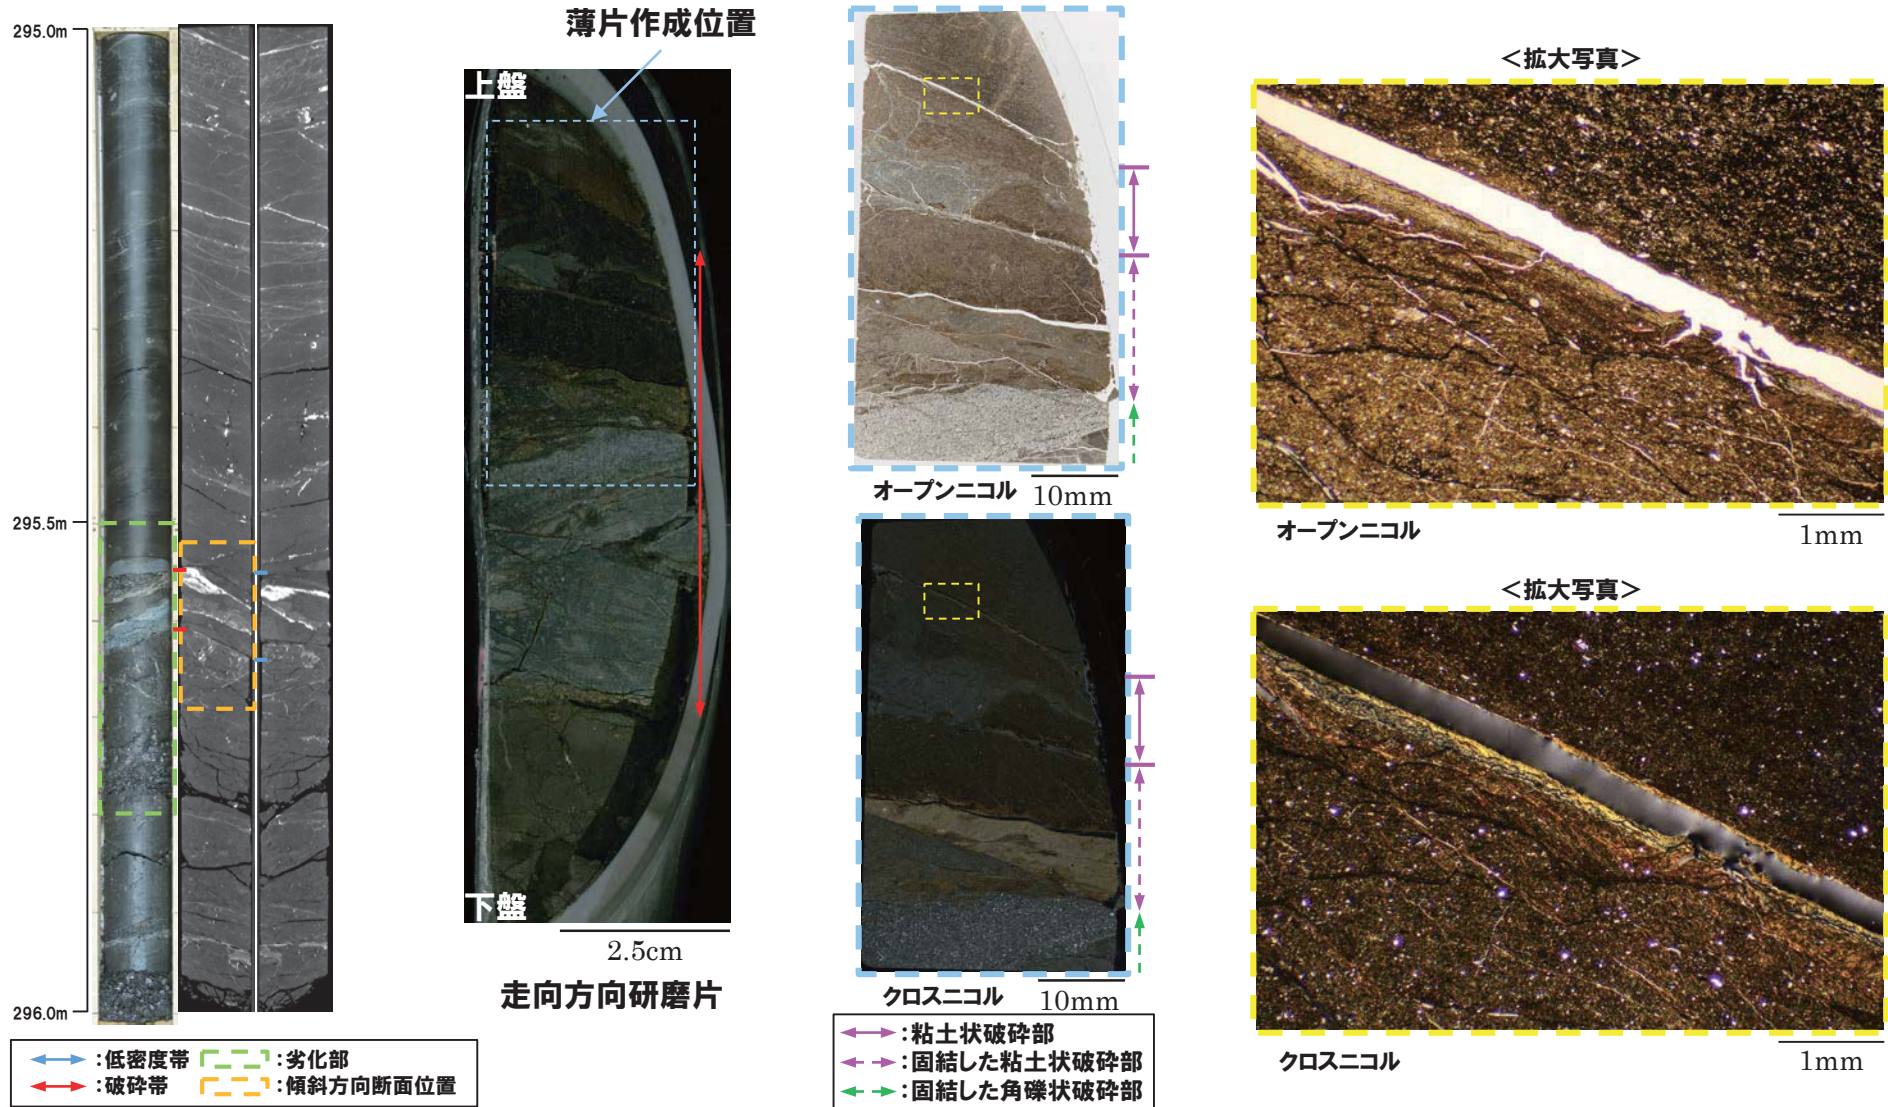 295.0m
295.5m
296.0m
薄片作成位置
上盤
下盤
2.5cm
走向方向研磨片
オープンニコル
10mm
クロスニコル
10mm
<拡大写真>
オープンニコル
1mm
<拡大写真>
クロスニコル
1mm
:低密度帯
:劣化部
:破砕帯
:傾斜方向断面位置
:粘土状破砕部
:固結した粘土状破砕部
:固結した角礫状破砕部